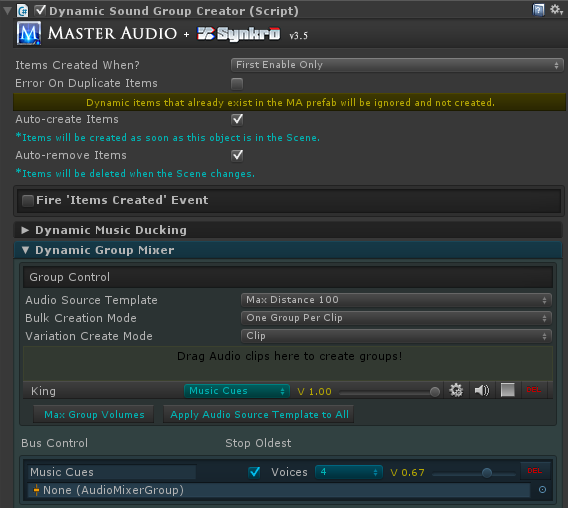 Dynamic Sound Group Creator (Script)
MASTER AUDIO + Synkro v3.5
Items Created When? First Enable Only
Error On Duplicate Items
Dynamic items that already exist in the MA prefab will be ignored and not created.
Auto-create Items
*Items will be created as soon as this object is in the Scene.
Auto-remove Items
*Items will be deleted when the Scene changes.
Fire 'Items Created' Event
Dynamic Music Ducking
Dynamic Group Mixer
Group Control
Audio Source Template Max Distance 100
Bulk Creation Mode One Group Per Clip
Variation Create Mode Clip
Drag Audio clips here to create groups!
King Music Cues V 1.00
Max Group Volumes Apply Audio Source Template to All
Bus Control Stop Oldest
Music Cues Voices 4 V 0.67 DEL
None (AudioMixerGroup)